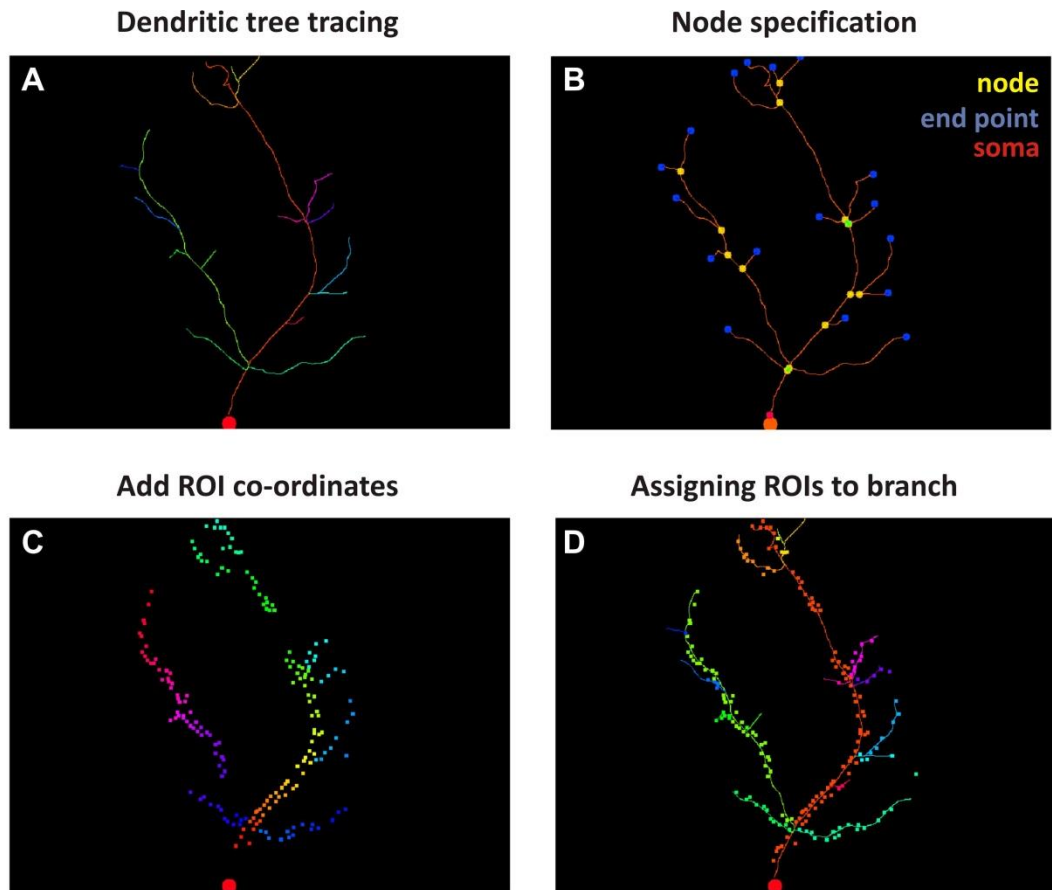 Dendritic tree tracing
Node specification
A
B
node
end point
soma
Add ROI co-ordinates
Assigning ROIs to branch
C
D